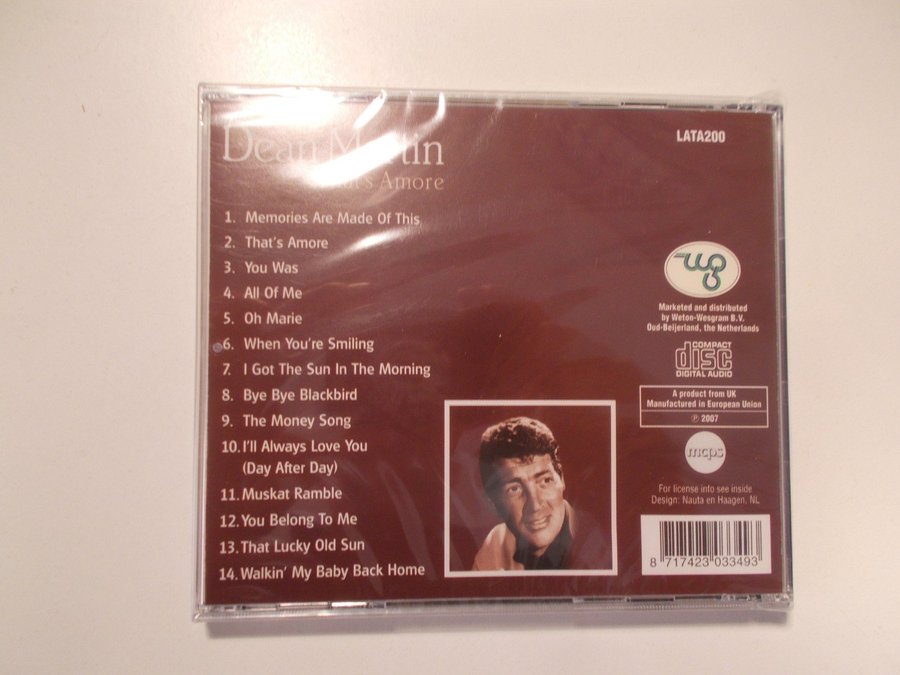 Dean Martin
That's Amore
LATA200
1. Memories Are Made Of This
2. That's Amore
3. You Was
4. All Of Me
5. Oh Marie
6. When You're Smiling
7. I Got The Sun In The Morning
8. Bye Bye Blackbird
9. The Money Song
10. I'll Always Love You
(Day After Day)
11. Muskat Ramble
12. You Belong To Me
13. That Lucky Old Sun
14. Walkin' My Baby Back Home
Marketed and distributed
by Weton-Wesgram B.V.
Oud-Beijerland, the Netherlands
COMPACT
disc
DIGITAL AUDIO
A product from UK
Manufactured in European Union
℗ 2007
mcps
For license info see inside
Design: Nauta en Haagen, NL
8 717423 033493